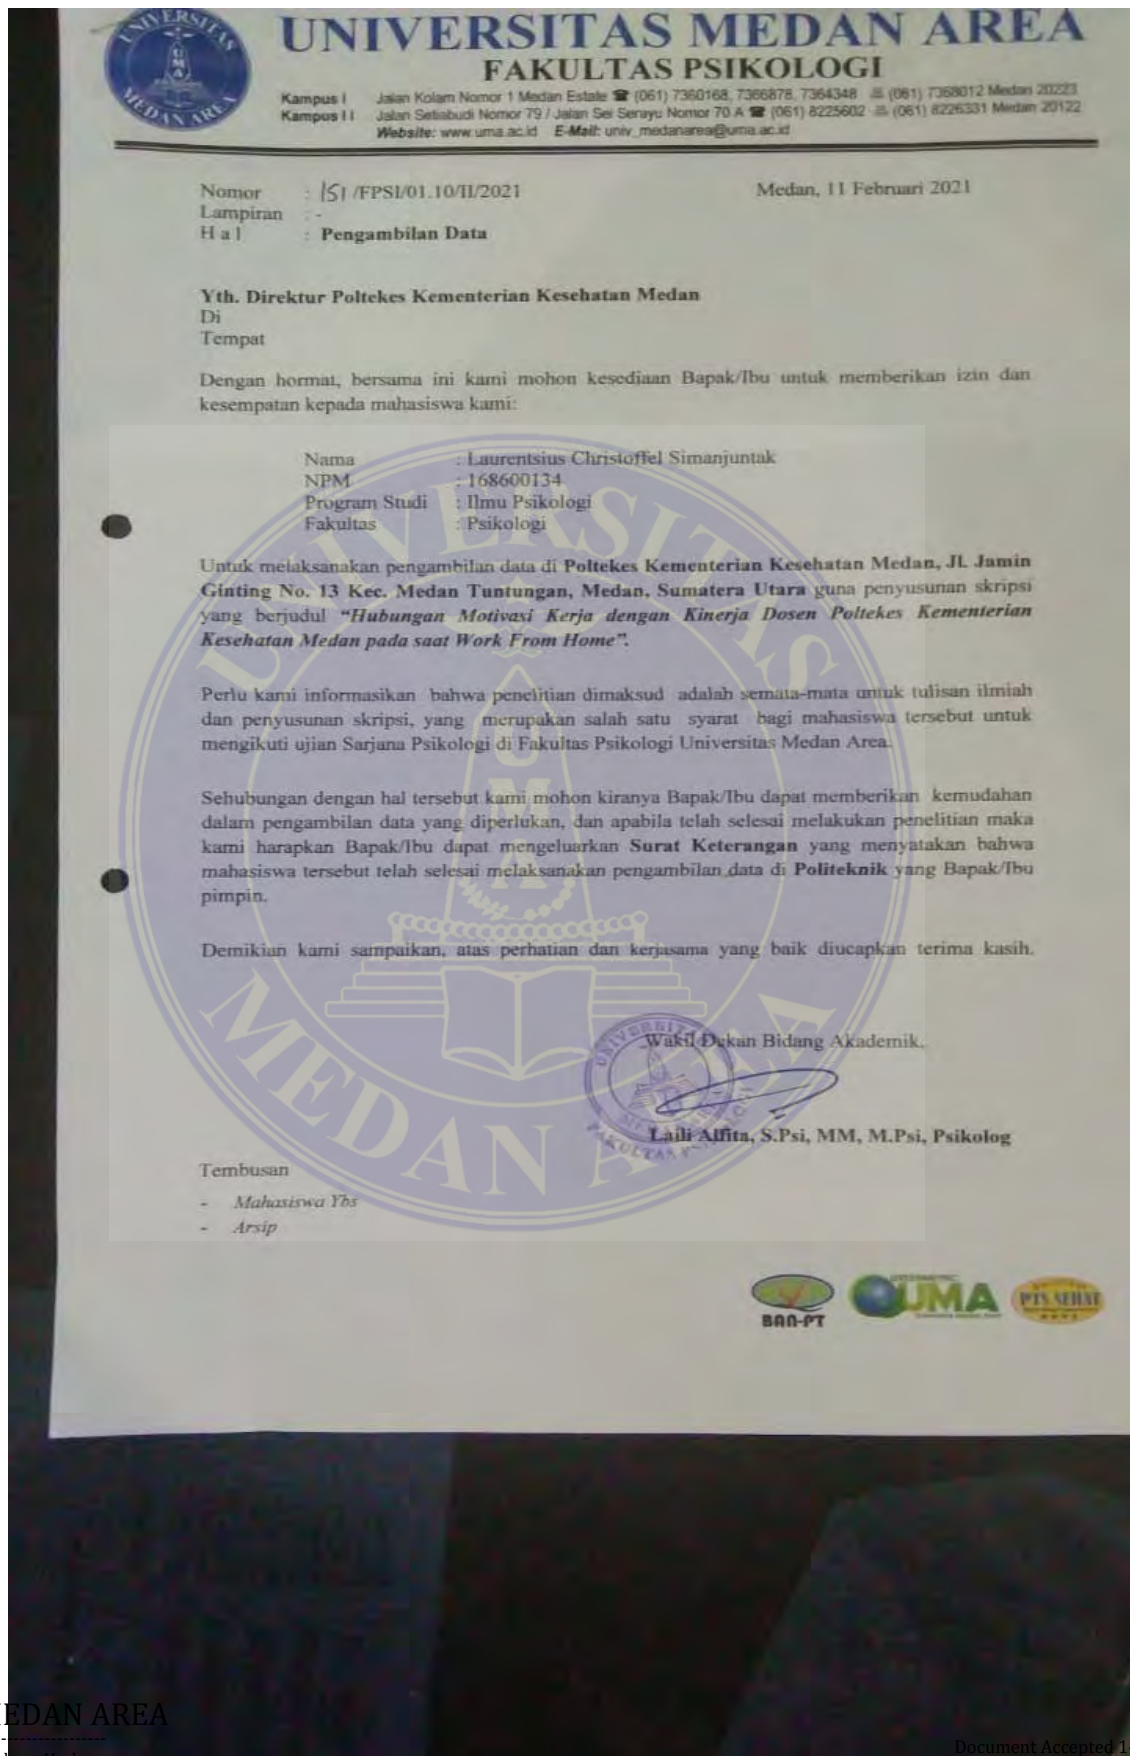 UNIVERSITAS MEDAN AREA
FAKULTAS PSIKOLOGI
Kampus I Jalan Kolam Nomor 1 Medan Estate ☎ (061) 7360168, 7366878, 7364348 (061) 7368012 Medan 20223
Kampus II Jalan Setiabudi Nomor 79 / Jalan Sei Serayu Nomor 70 A ☎ (061) 8225602 (061) 8226331 Medan 20122
Website: www.uma.ac.id E-Mail: univ_medanarea@uma.ac.id
Nomor : 151 /FPSI/01.10/II/2021 Medan, 11 Februari 2021
Lampiran : -
H a l : Pengambilan Data
Yth. Direktur Poltekes Kementerian Kesehatan Medan
Di
Tempat
Dengan hormat, bersama ini kami mohon kesediaan Bapak/Ibu untuk memberikan izin dan
kesempatan kepada mahasiswa kami:
Nama : Laurentsius Christoffel Simanjuntak
NPM : 168600134
Program Studi : Ilmu Psikologi
Fakultas : Psikologi
Untuk melaksanakan pengambilan data di Poltekes Kementerian Kesehatan Medan, JL Jamin
Ginting No. 13 Kec. Medan Tuntungan, Medan, Sumatera Utara guna penyusunan skripsi
yang berjudul “Hubungan Motivasi Kerja dengan Kinerja Dosen Poltekes Kementerian
Kesehatan Medan pada saat Work From Home”.
Perlu kami informasikan bahwa penelitian dimaksud adalah semata-mata untuk tulisan ilmiah
dan penyusunan skripsi, yang merupakan salah satu syarat bagi mahasiswa tersebut untuk
mengikuti ujian Sarjana Psikologi di Fakultas Psikologi Universitas Medan Area.
Sehubungan dengan hal tersebut kami mohon kiranya Bapak/Ibu dapat memberikan kemudahan
dalam pengambilan data yang diperlukan, dan apabila telah selesai melakukan penelitian maka
kami harapkan Bapak/Ibu dapat mengeluarkan Surat Keterangan yang menyatakan bahwa
mahasiswa tersebut telah selesai melaksanakan pengambilan data di Politeknik yang Bapak/Ibu
pimpin.
Demikian kami sampaikan, atas perhatian dan kerjasama yang baik diucapkan terima kasih.
Wakil Dekan Bidang Akademik,
Laili Alfita, S.Psi, MM, M.Psi, Psikolog
Tembusan
- Mahasiswa Ybs
- Arsip
UNIVERSITAS MEDAN AREA
BAN-PT
UMA
PTS SEHAT
MEDAN AREA
Document Accepted 1